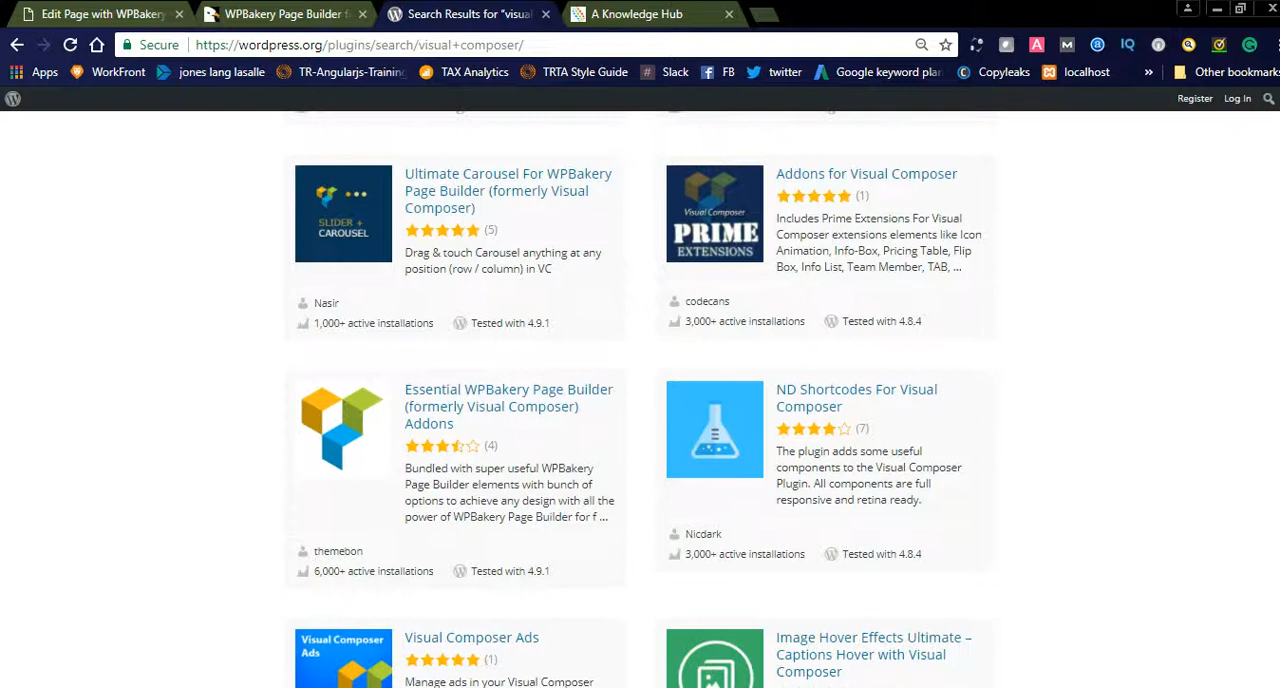 Edit Page with WPBakery
WPBakery Page Builder f
Search Results for "visual
A Knowledge Hub
Secure
https://wordpress.org/plugins/search/visual+composer/
Apps
WorkFront
jones lang lasalle
TR-Angularjs-Training
TAX Analytics
TRTA Style Guide
Slack
FB
twitter
Google keyword plan
Copyleaks
localhost
»
Other bookmarks
Register
Log In
SLIDER +
CAROUSEL
Ultimate Carousel For WPBakery
Page Builder (formerly Visual
Composer)
(5)
Drag & touch Carousel anything at any
position (row / column) in VC
Nasir
1,000+ active installations
Tested with 4.9.1
Visual Composer
PRIME
EXTENSIONS
Addons for Visual Composer
(1)
Includes Prime Extensions For Visual
Composer extensions elements like Icon
Animation, Info-Box, Pricing Table, Flip
Box, Info List, Team Member, TAB, ...
codecans
3,000+ active installations
Tested with 4.8.4
Essential WPBakery Page Builder
(formerly Visual Composer)
Addons
(4)
Bundled with super useful WPBakery
Page Builder elements with bunch of
options to achieve any design with all the
power of WPBakery Page Builder for f ...
themebon
6,000+ active installations
Tested with 4.9.1
ND Shortcodes For Visual
Composer
(7)
The plugin adds some useful
components to the Visual Composer
Plugin. All components are full
responsive and retina ready.
Nicdark
3,000+ active installations
Tested with 4.8.4
Visual Composer
Ads
Visual Composer Ads
(1)
Manage ads in your Visual Composer
Image Hover Effects Ultimate –
Captions Hover with Visual
Composer